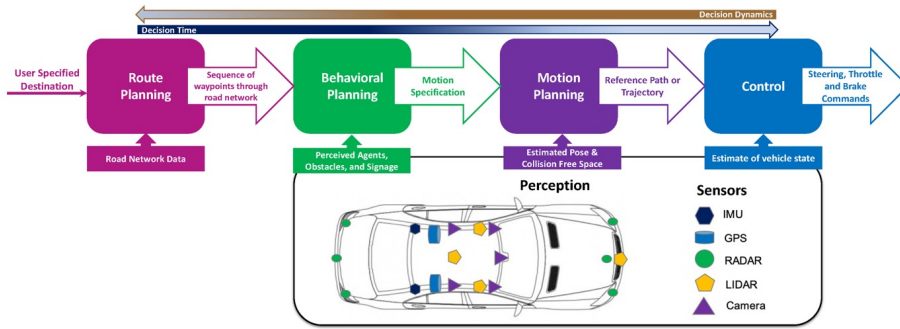 Decision Dynamics
Decision Time
User Specified
Destination
Route
Planning
Sequence of
waypoints through
road network
Behavioral
Planning
Motion
Specification
Motion
Planning
Reference Path or
Trajectory
Control
Steering, Throttle
and Brake
Commands
Road Network Data
Perceived Agents,
Obstacles, and Signage
Estimated Pose &
Collision Free Space
Estimate of vehicle state
Perception
Sensors
IMU
GPS
RADAR
LIDAR
Camera